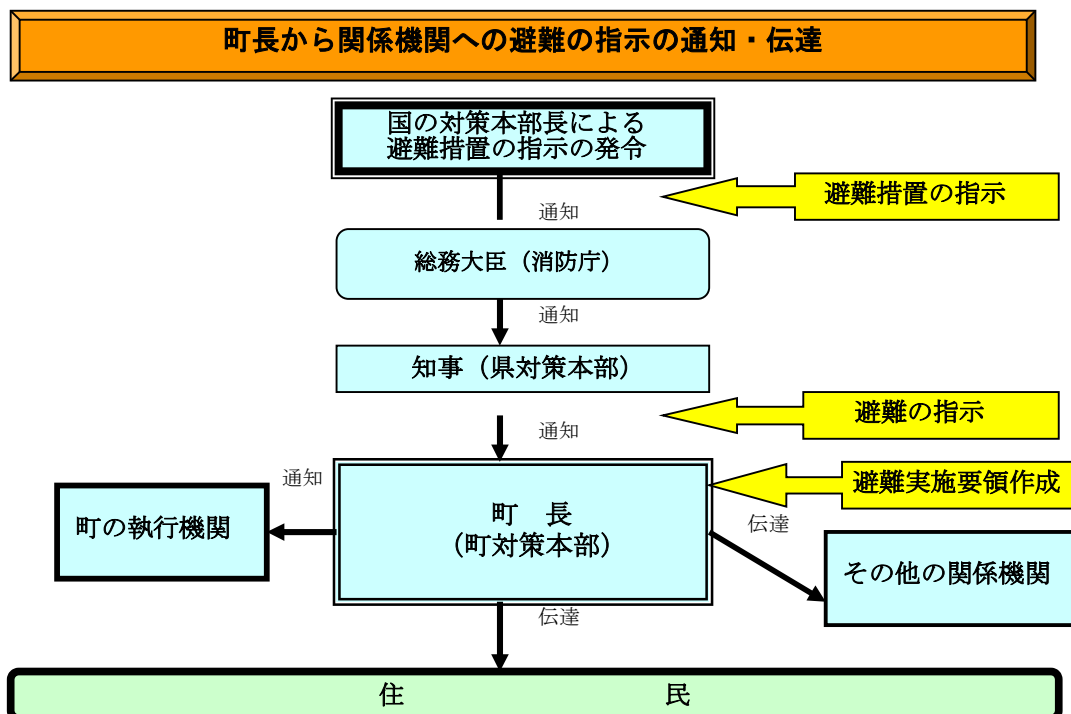 町長から関係機関への避難の指示の通知・伝達
国の対策本部長による
避難措置の指示の発令
避難措置の指示
通知
総務大臣（消防庁）
通知
知事（県対策本部）
避難の指示
通知
通知
避難実施要領作成
町の執行機関
町　長
（町対策本部）
伝達
その他の関係機関
伝達
住　民